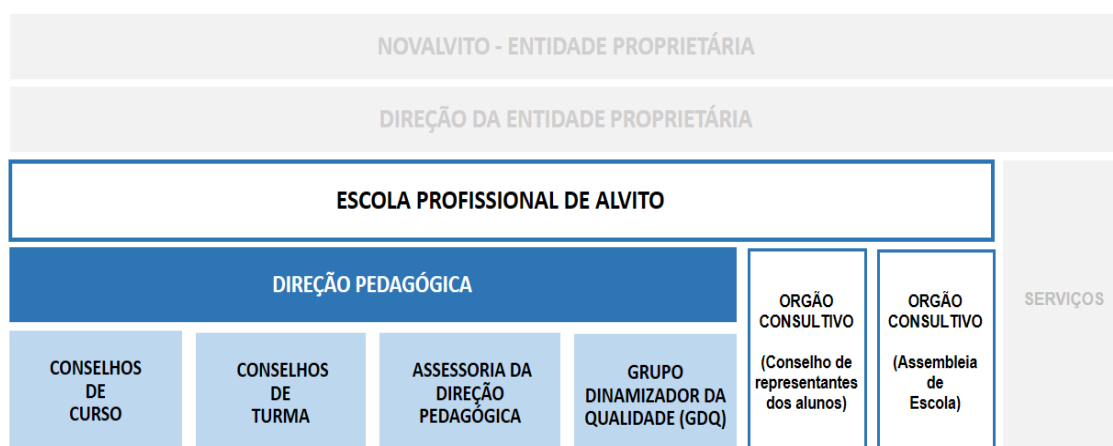 NOVALVITO - ENTIDADE PROPRIETÁRIA
DIREÇÃO DA ENTIDADE PROPRIETÁRIA
ESCOLA PROFISSIONAL DE ALVITO
DIREÇÃO PEDAGÓGICA
CONSELHOS
DE
CURSO
CONSELHOS
DE
TURMA
ASSESSORIA DA
DIREÇÃO
PEDAGÓGICA
GRUPO
DINAMIZADOR DA
QUALIDADE (GDQ)
ORGÃO
CONSULTIVO
(Conselho de
representantes
dos alunos)
ORGÃO
CONSULTIVO
(Assembleia
de
Escola)
SERVIÇOS